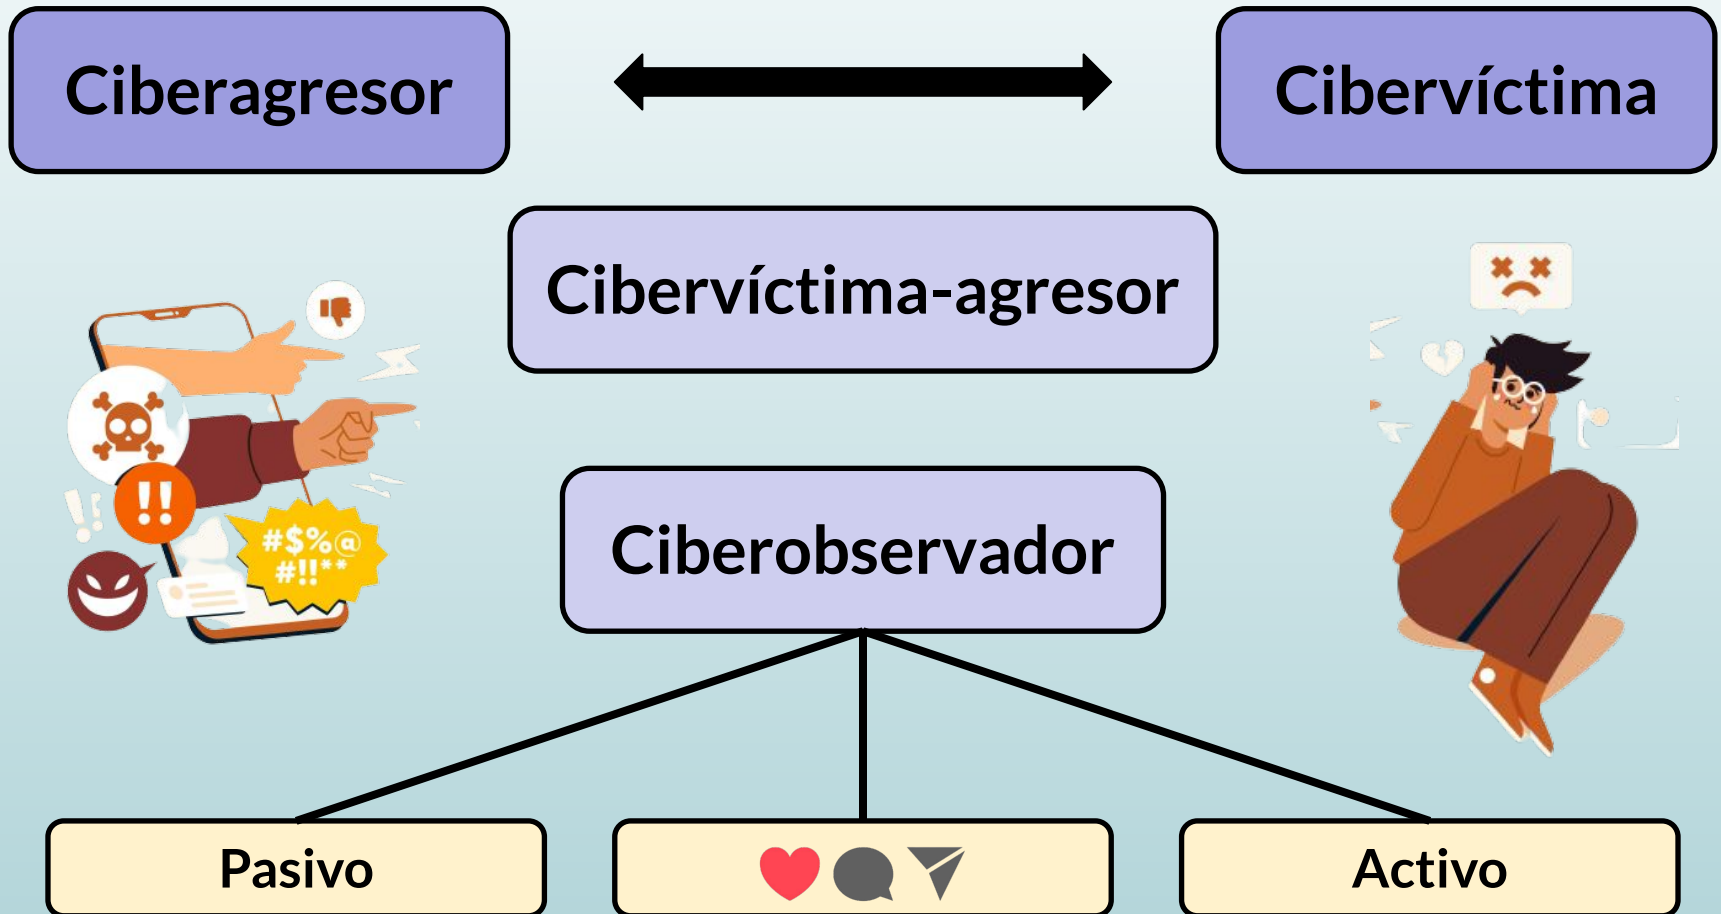 Ciberagresor
Cibervíctima
Cibervíctima-agresor
!!
#$%@
#!!**
Ciberobservador
Pasivo
Activo